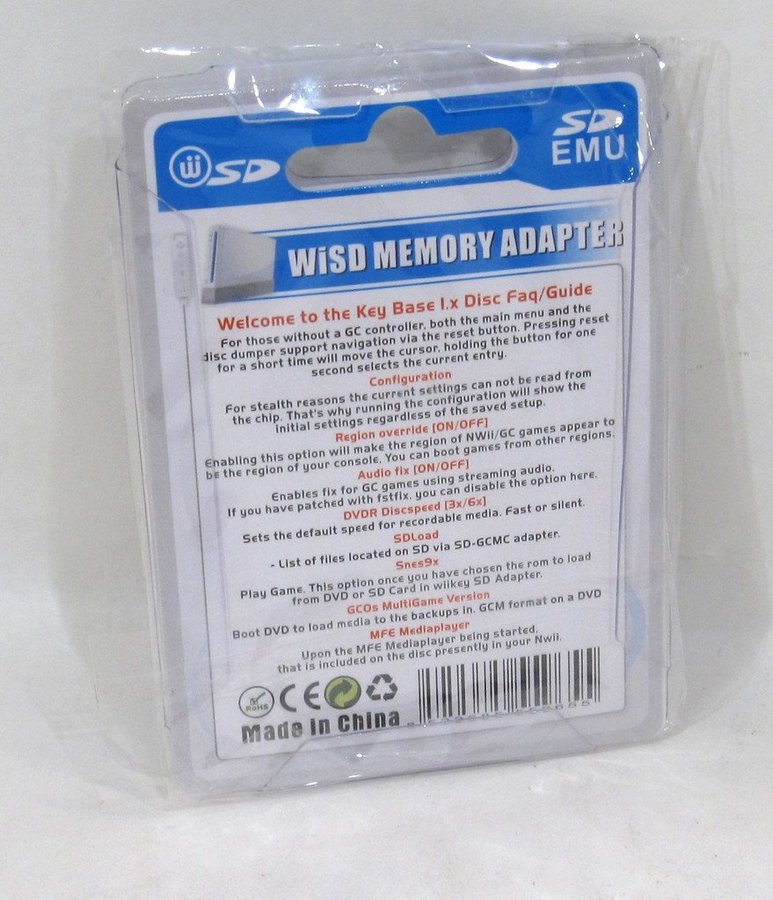 Wii SD
SD
EMU
WiSD MEMORY ADAPTER
Welcome to the Key Base 1.x Disc Faq/Guide
For those without a GC controller, both the main menu and the
disc dumper support navigation via the reset button. Pressing reset
for a short time will move the cursor, holding the button for one
second selects the current entry.
Configuration
For stealth reasons the current settings can not be read from
the chip. That's why running the configuration will show the
initial settings regardless of the saved setup.
Region override [ON/OFF]
Enabling this option will make the region of NWii/GC games appear to
be the region of your console. You can boot games from other regions.
Audio fix [ON/OFF]
Enables fix for GC games using streaming audio.
If you have patched with fstfix, you can disable the option here.
DVDR Discspeed [3x/6x]
Sets the default speed for recordable media. Fast or silent.
SDLoad
- List of files located on SD via SD-GCMC adapter.
Snes9x
Play Game. This option once you have chosen the rom to load
from DVD or SD Card in wiikey SD Adapter.
GCOs MultiGame Version
Boot DVD to load media to the backups in. GCM format on a DVD
MFE Mediaplayer
Upon the MFE Mediaplayer being started,
that is included on the disc presently in your Nwii.
RoHS CE
Made in China